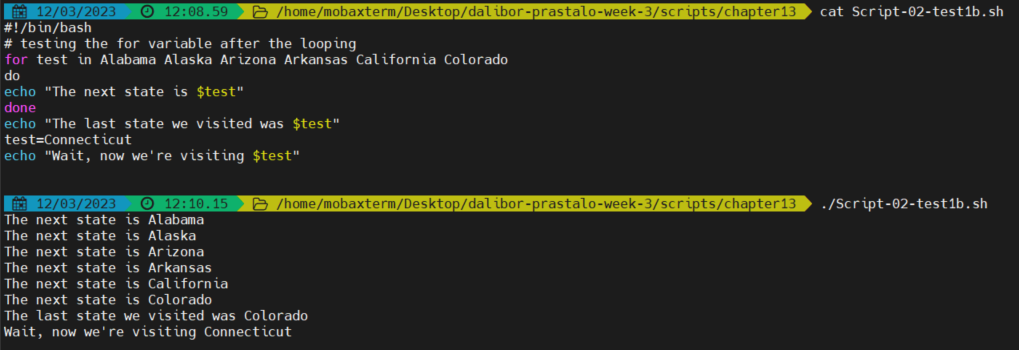 12/03/2023 12:08.59 /home/mobaxterm/Desktop/dalibor-prastalo-week-3/scripts/chapter13 cat Script-02-test1b.sh
#!/bin/bash
# testing the for variable after the looping
for test in Alabama Alaska Arizona Arkansas California Colorado
do
echo "The next state is $test"
done
echo "The last state we visited was $test"
test=Connecticut
echo "Wait, now we're visiting $test"
12/03/2023 12:10.15 /home/mobaxterm/Desktop/dalibor-prastalo-week-3/scripts/chapter13 ./Script-02-test1b.sh
The next state is Alabama
The next state is Alaska
The next state is Arizona
The next state is Arkansas
The next state is California
The next state is Colorado
The last state we visited was Colorado
Wait, now we're visiting Connecticut